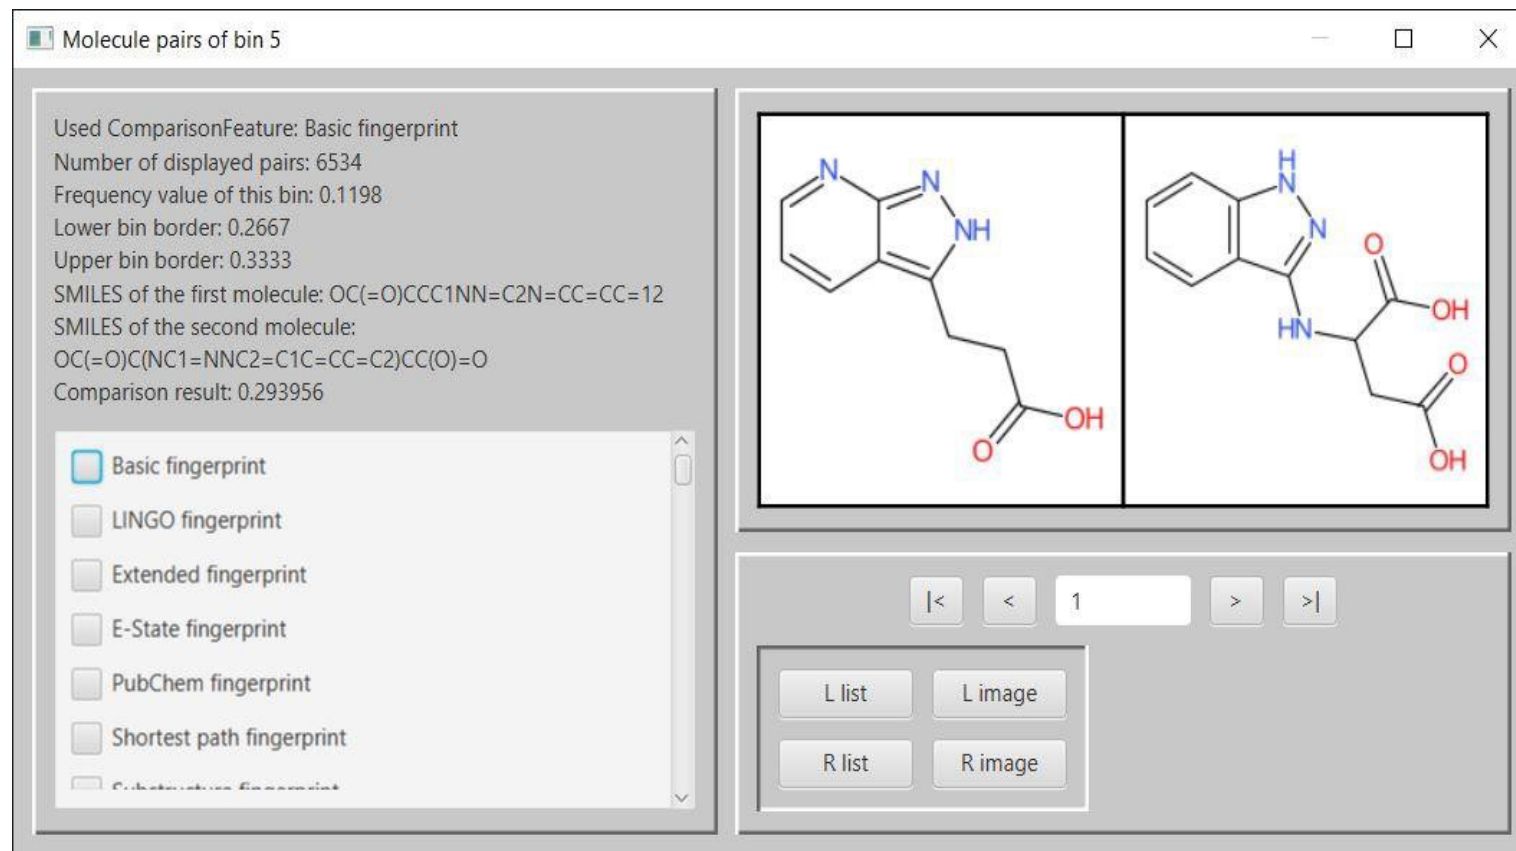 Molecule pairs of bin 5
Used ComparisonFeature: Basic fingerprint
Number of displayed pairs: 6534
Frequency value of this bin: 0.1198
Lower bin border: 0.2667
Upper bin border: 0.3333
SMILES of the first molecule: OC(=O)CCC1NN=C2N=CC=CC=12
SMILES of the second molecule:
OC(=O)C(NC1=NNC2=C1C=CC=C2)CC(O)=O
Comparison result: 0.293956
Basic fingerprint
LINGO fingerprint
Extended fingerprint
E-State fingerprint
PubChem fingerprint
Shortest path fingerprint
Substructure fingerprint
N
N
NH
OH
O
H
N
N
O
OH
HN
O
OH
|<
<
1
>
>|
L list
L image
R list
R image